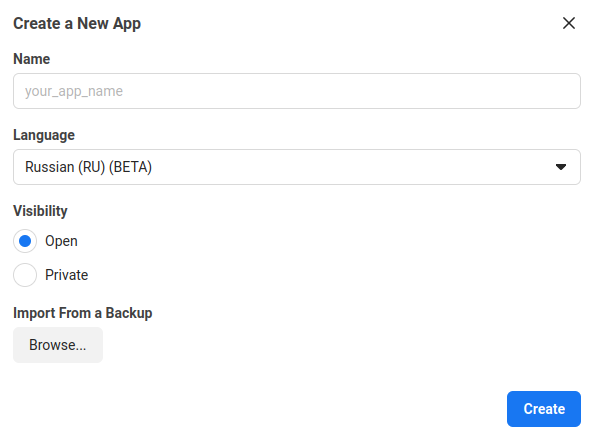 Create a New App
Name
your_app_name
Language
Russian (RU) (BETA)
Visibility
Open
Private
Import From a Backup
Browse...
Create